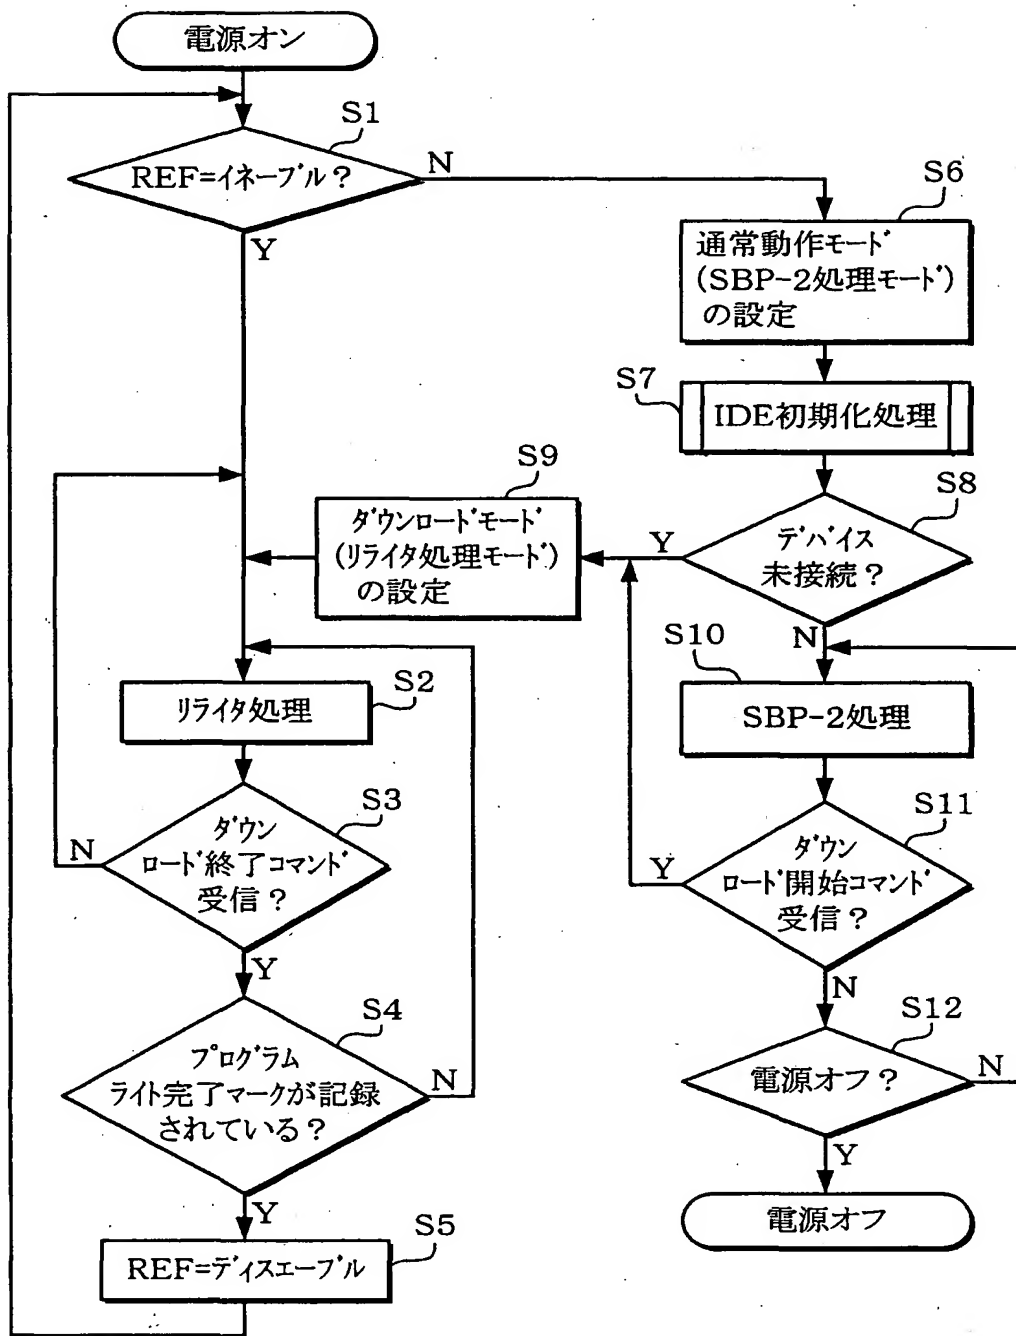 電源オン
S1
REF=イネーブル？
N
Y
S6
通常動作モード
(SBP-2処理モード)
の設定
S7
IDE初期化処理
S8
デバイス
未接続？
Y
N
S9
ダウンロードモード
(リライタ処理モード)
の設定
S10
SBP-2処理
S2
リライタ処理
S3
ダウン
ロード終了コマンド
受信？
N
Y
S11
ダウン
ロード開始コマンド
受信？
Y
N
S4
プログラム
ライト完了マークが記録
されている？
N
Y
S12
電源オフ？
N
Y
電源オフ
S5
REF=ディスエーブル